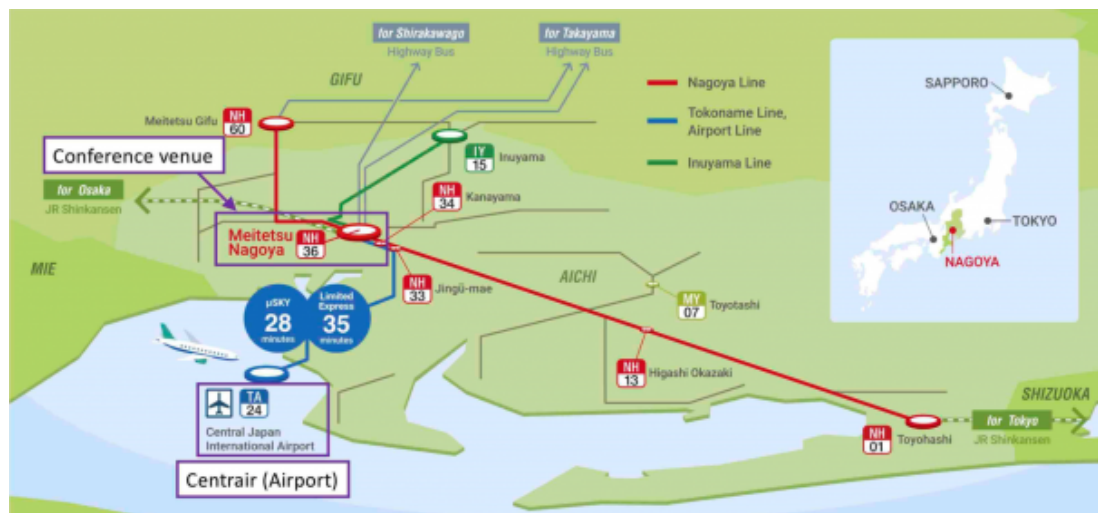 for Shirakawago
Highway Bus
for Takayama
Highway Bus
GIFU
Nagoya Line
Tokoname Line,
Airport Line
Inuyama Line
SAPPORO
OSAKA
TOKYO
NAGOYA
Meitetsu Gifu
NH
60
Conference venue
IY
15
Inuyama
for Osaka
JR Shinkansen
NH
34
Kanayama
Meitetsu
Nagoya
NH
36
MIE
AICHI
NH
33
Jingū-mae
MY
07
Toyotashi
μSKY
28
minutes
Limited
Express
35
minutes
NH
13
Higashi Okazaki
TA
24
Central Japan
International Airport
Centrair (Airport)
SHIZUOKA
NH
01
Toyohashi
for Tokyo
JR Shinkansen